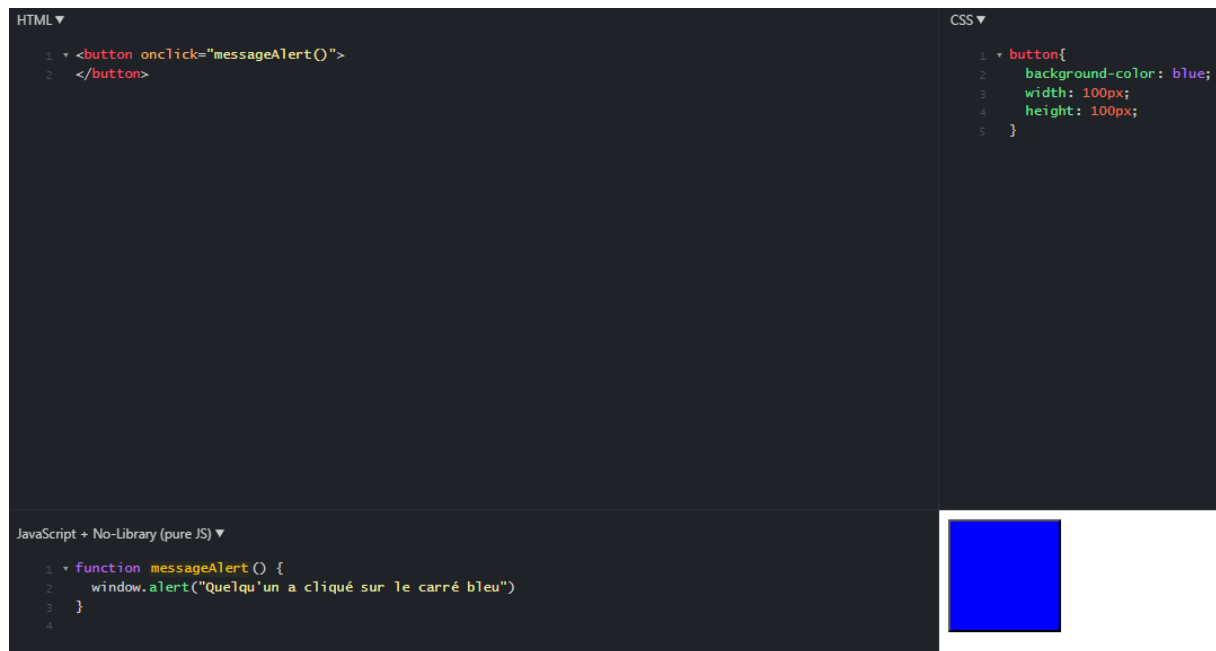 HTML ▼
1 ▾ <button onclick="messageAlert()">
2 </button>
CSS ▼
1 ▾ button{
2 background-color: blue;
3 width: 100px;
4 height: 100px;
5 }
JavaScript + No-Library (pure JS) ▼
1 ▾ function messageAlert() {
2 window.alert("Quelqu'un a cliqué sur le carré bleu")
3 }
4